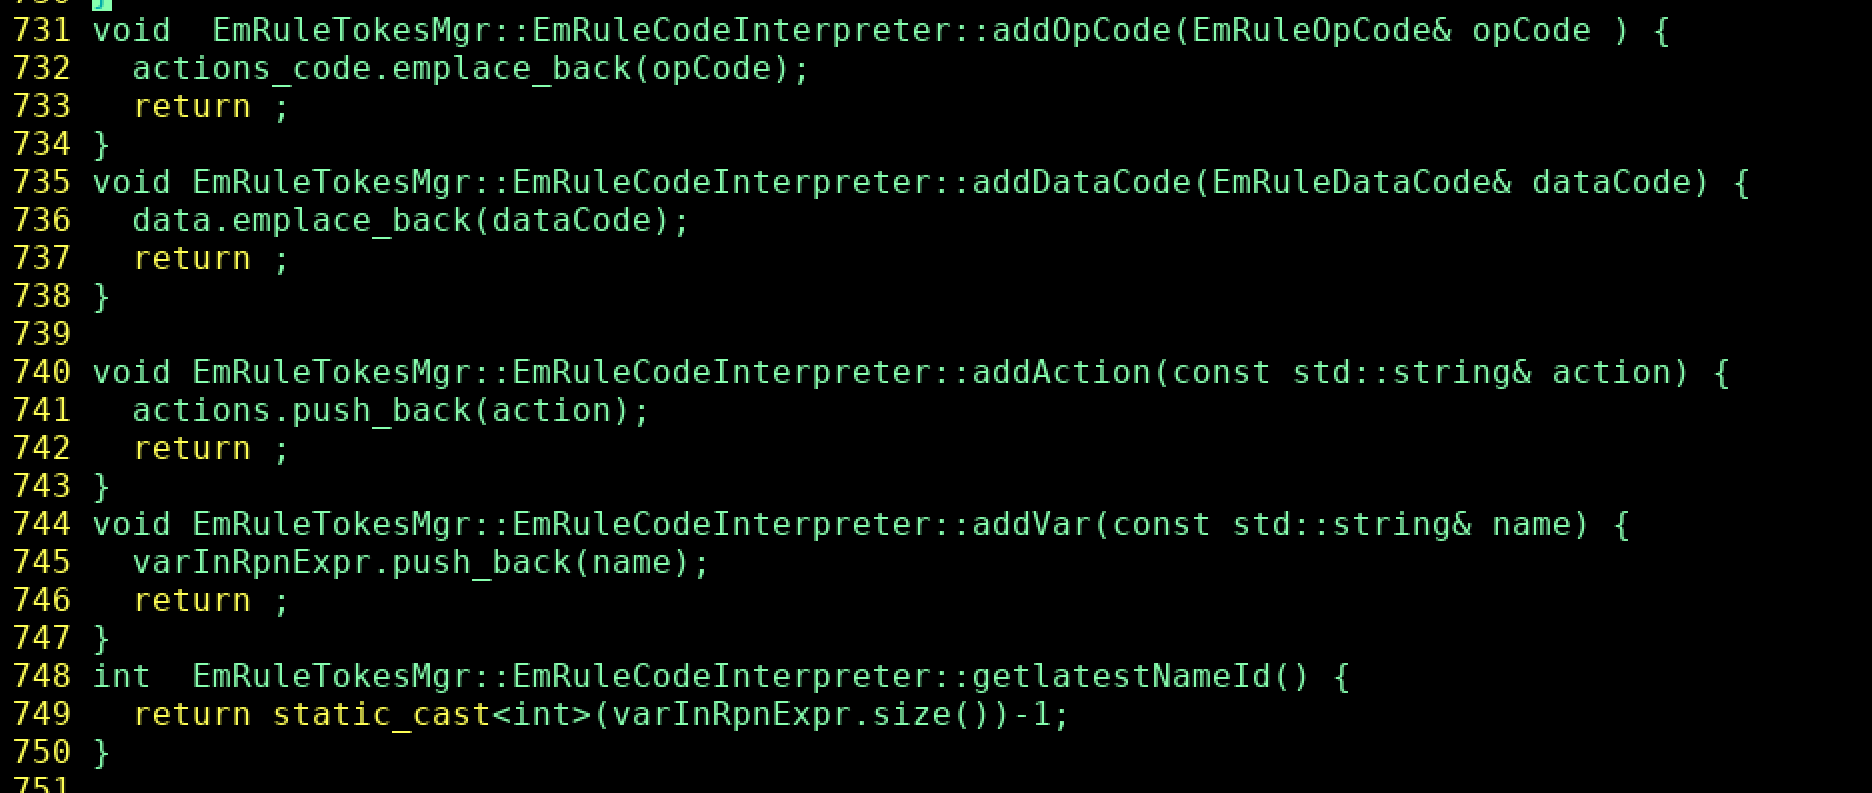 730 }
731 void  EmRuleTokesMgr::EmRuleCodeInterpreter::addOpCode(EmRuleOpCode& opCode ) {
732   actions_code.emplace_back(opCode);
733   return ;
734 }
735 void EmRuleTokesMgr::EmRuleCodeInterpreter::addDataCode(EmRuleDataCode& dataCode) {
736   data.emplace_back(dataCode);
737   return ;
738 }
739
740 void EmRuleTokesMgr::EmRuleCodeInterpreter::addAction(const std::string& action) {
741   actions.push_back(action);
742   return ;
743 }
744 void EmRuleTokesMgr::EmRuleCodeInterpreter::addVar(const std::string& name) {
745   varInRpnExpr.push_back(name);
746   return ;
747 }
748 int  EmRuleTokesMgr::EmRuleCodeInterpreter::getlatestNameId() {
749   return static_cast<int>(varInRpnExpr.size())-1;
750 }
751